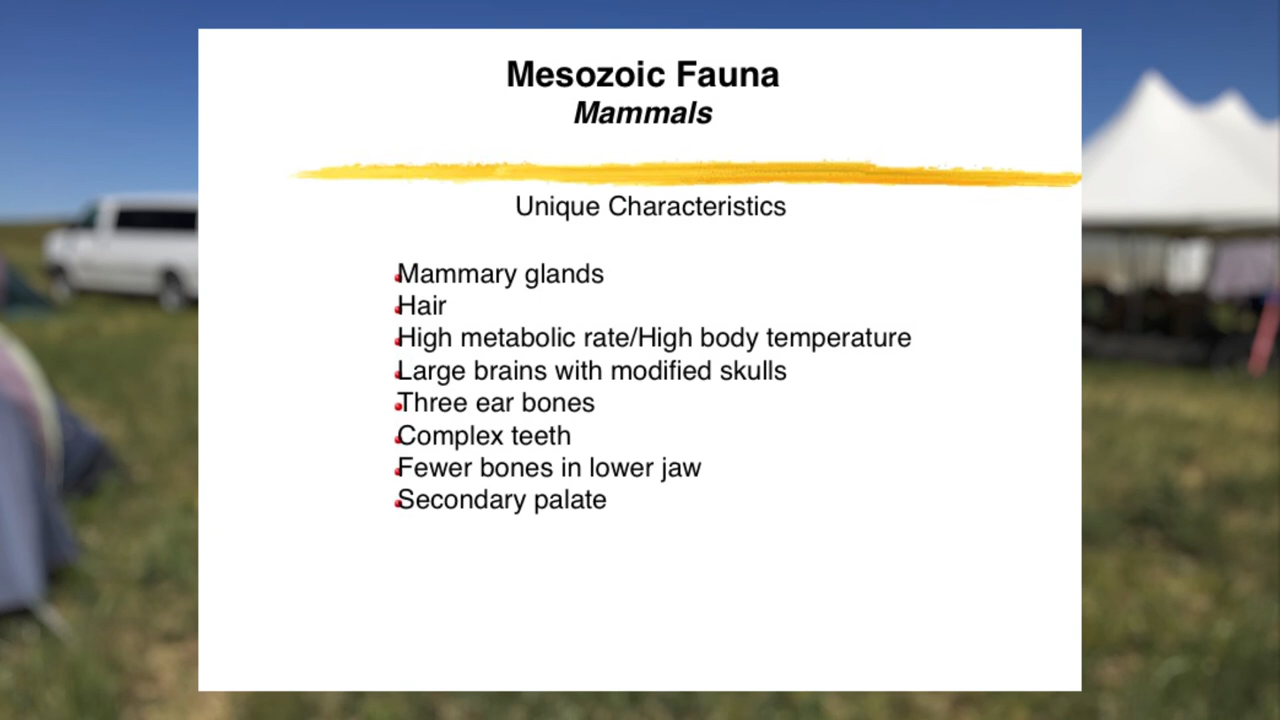 Mesozoic Fauna
Mammals
Unique Characteristics
Mammary glands
Hair
High metabolic rate/High body temperature
Large brains with modified skulls
Three ear bones
Complex teeth
Fewer bones in lower jaw
Secondary palate